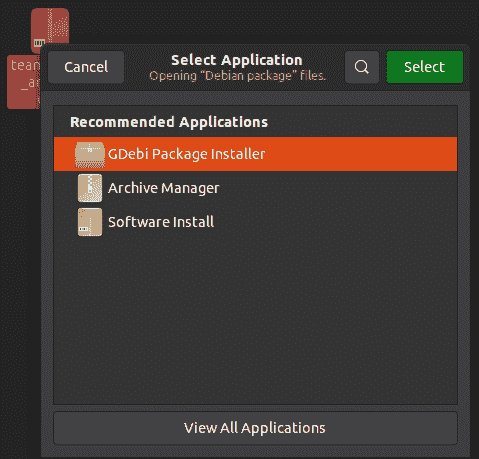 team
_a
Cancel
Select Application
Opening “Debian package” files.
Select
Recommended Applications
GDebi Package Installer
Archive Manager
Software Install
View All Applications